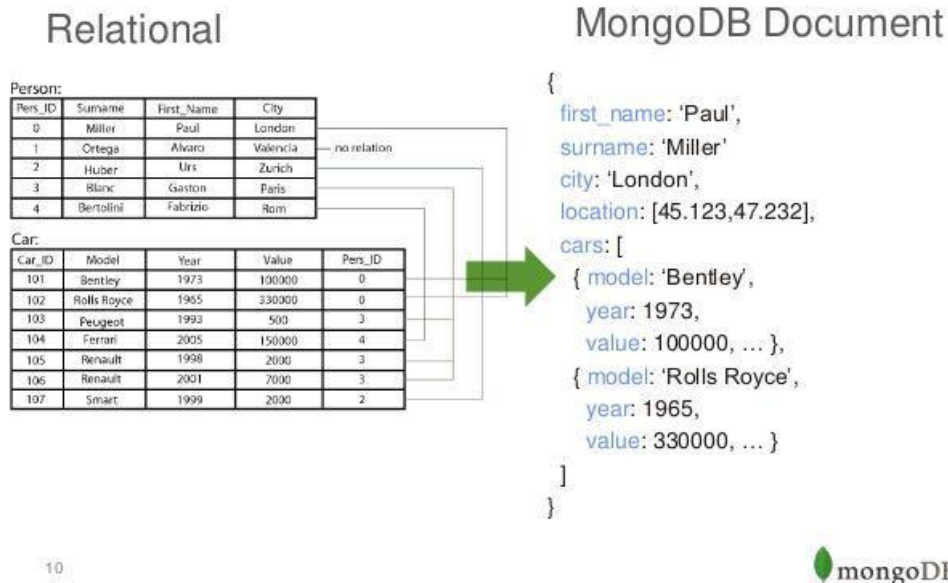 Relational
MongoDB Document
Person:
Pers_ID Surname First_Name City
0 Miller Paul London
1 Ortega Alvaro Valencia no relation
2 Huber Urs Zurich
3 Blanc Gaston Paris
4 Bertolini Fabrizio Rom
Car:
Car_ID Model Year Value Pers_ID
101 Bentley 1973 100000 0
102 Rolls Royce 1965 330000 0
103 Peugeot 1993 500 3
104 Ferrari 2005 150000 4
105 Renault 1998 2000 3
106 Renault 2001 7000 3
107 Smart 1999 2000 2
{
first_name: ‘Paul’,
surname: ‘Miller’
city: ‘London’,
location: [45.123,47.232],
cars: [
{ model: ‘Bentley’,
year: 1973,
value: 100000, … },
{ model: ‘Rolls Royce’,
year: 1965,
value: 330000, … }
]
}
10
mongoDB